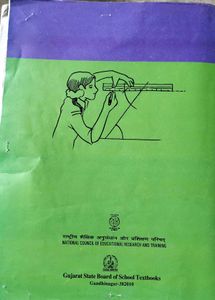 राष्ट्रीय शैक्षिक अनुसंधान और प्रशिक्षण परिषद्
NATIONAL COUNCIL OF EDUCATIONAL RESEARCH AND TRAINING
Gujarat State Board of School Textbooks
Gandhinagar-382010